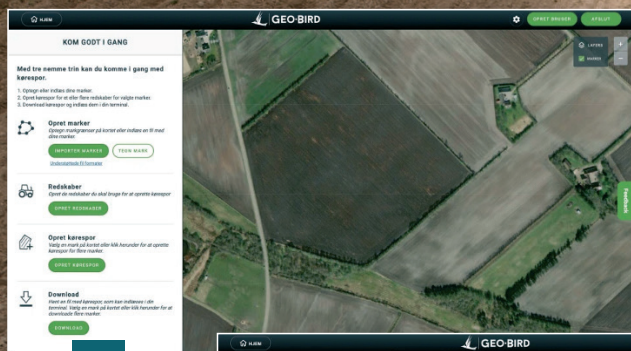 HJEM
GEO-BIRD
OPRET BRUGER
AFSLUT
KOM GODT I GANG
LAYERS
MARKER
+
−
Med tre nemme trin kan du komme i gang med
kørespor.
1. Optegn eller indlæs dine marker.
2. Opret kørespor for et eller flere redskaber for valgte marker.
3. Download kørespor og indlæs dem i din terminal.
Opret marker
Optegn markgrænser på kortet eller indlæs en fil med
dine marker.
IMPORTER MARKER
TEGN MARK
Understøttede filformater
Redskaber
Opret de redskaber du skal bruge for at oprette kørespor
OPRET REDSKABER
Feedback
Opret kørespor
Vælg en mark på kortet eller klik herunder for at oprette
kørespor for flere marker.
OPRET KØRESPOR
Download
Hent en fil med kørespor, som kan indlæses i din
terminal. Vælg en mark på kortet eller klik herunder for at
downloade flere marker.
DOWNLOAD
HJEM
GEO-BIRD